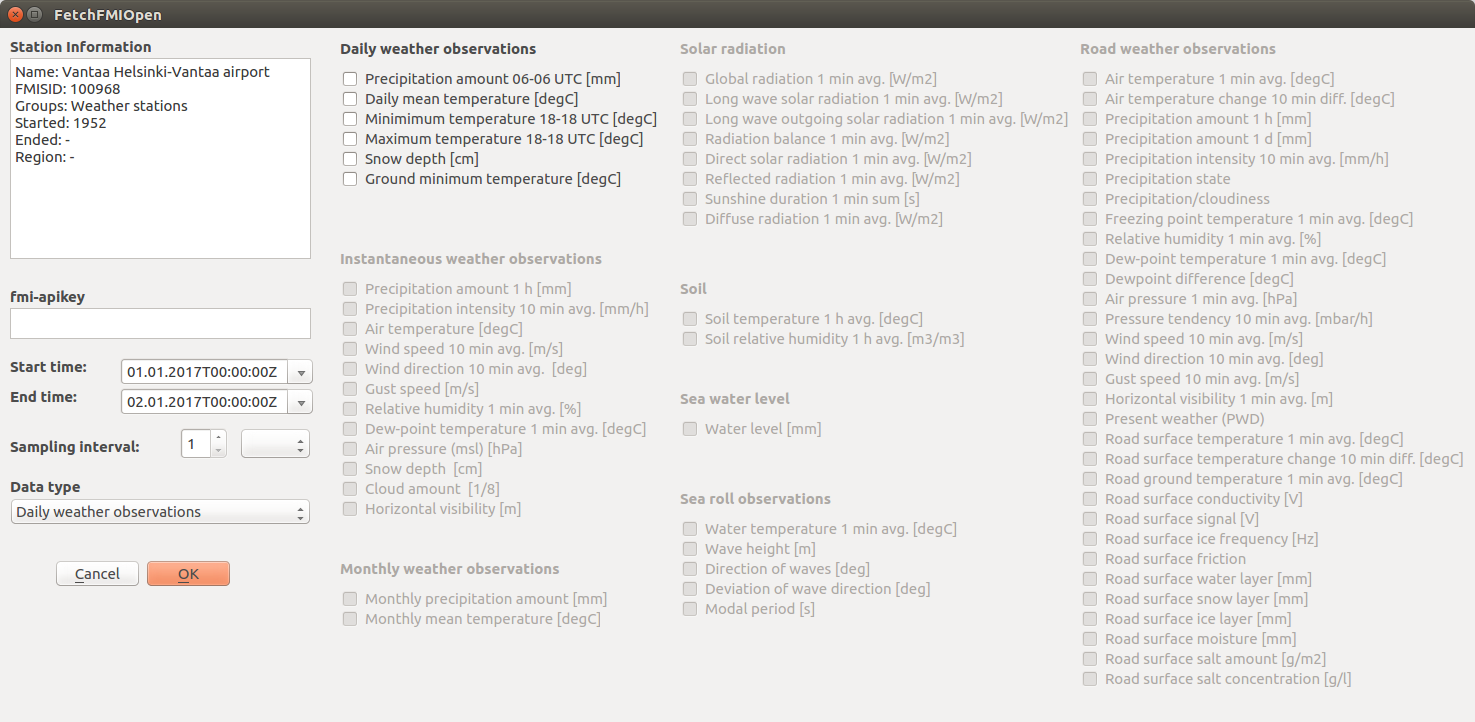 FetchFMIOpen
Station Information
Name: Vantaa Helsinki-Vantaa airport
FMISID: 100968
Groups: Weather stations
Started: 1952
Ended: -
Region: -
fmi-apikey
Start time:
01.01.2017T00:00:00Z
End time:
02.01.2017T00:00:00Z
Sampling interval:
1
Data type
Daily weather observations
Cancel
OK
Daily weather observations
Precipitation amount 06-06 UTC [mm]
Daily mean temperature [degC]
Minimimum temperature 18-18 UTC [degC]
Maximum temperature 18-18 UTC [degC]
Snow depth [cm]
Ground minimum temperature [degC]
Instantaneous weather observations
Precipitation amount 1 h [mm]
Precipitation intensity 10 min avg. [mm/h]
Air temperature [degC]
Wind speed 10 min avg. [m/s]
Wind direction 10 min avg. [deg]
Gust speed [m/s]
Relative humidity 1 min avg. [%]
Dew-point temperature 1 min avg. [degC]
Air pressure (msl) [hPa]
Snow depth [cm]
Cloud amount [1/8]
Horizontal visibility [m]
Monthly weather observations
Monthly precipitation amount [mm]
Monthly mean temperature [degC]
Solar radiation
Global radiation 1 min avg. [W/m2]
Long wave solar radiation 1 min avg. [W/m2]
Long wave outgoing solar radiation 1 min avg. [W/m2]
Radiation balance 1 min avg. [W/m2]
Direct solar radiation 1 min avg. [W/m2]
Reflected radiation 1 min avg. [W/m2]
Sunshine duration 1 min sum [s]
Diffuse radiation 1 min avg. [W/m2]
Soil
Soil temperature 1 h avg. [degC]
Soil relative humidity 1 h avg. [m3/m3]
Sea water level
Water level [mm]
Sea roll observations
Water temperature 1 min avg. [degC]
Wave height [m]
Direction of waves [deg]
Deviation of wave direction [deg]
Modal period [s]
Road weather observations
Air temperature 1 min avg. [degC]
Air temperature change 10 min diff. [degC]
Precipitation amount 1 h [mm]
Precipitation amount 1 d [mm]
Precipitation intensity 10 min avg. [mm/h]
Precipitation state
Precipitation/cloudiness
Freezing point temperature 1 min avg. [degC]
Relative humidity 1 min avg. [%]
Dew-point temperature 1 min avg. [degC]
Dewpoint difference [degC]
Air pressure 1 min avg. [hPa]
Pressure tendency 10 min avg. [mbar/h]
Wind speed 10 min avg. [m/s]
Wind direction 10 min avg. [deg]
Gust speed 10 min avg. [m/s]
Horizontal visibility 1 min avg. [m]
Present weather (PWD)
Road surface temperature 1 min avg. [degC]
Road surface temperature change 10 min diff. [degC]
Road ground temperature 1 min avg. [degC]
Road surface conductivity [V]
Road surface signal [V]
Road surface ice frequency [Hz]
Road surface friction
Road surface water layer [mm]
Road surface snow layer [mm]
Road surface ice layer [mm]
Road surface moisture [mm]
Road surface salt amount [g/m2]
Road surface salt concentration [g/l]